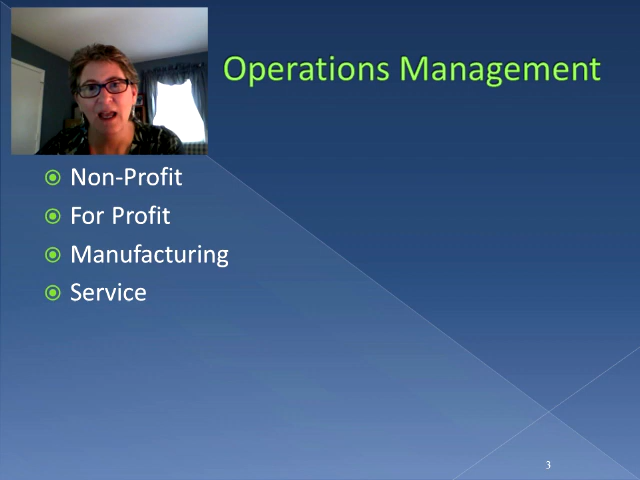 Operations Management
Non-Profit
For Profit
Manufacturing
Service
3